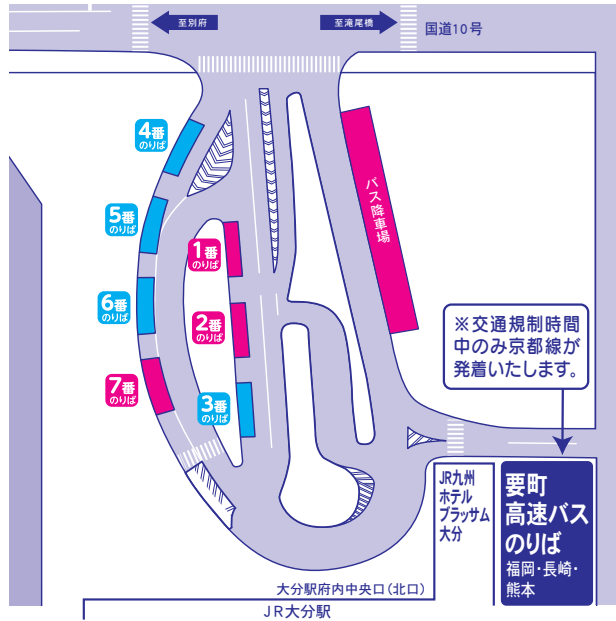 至別府
至滝尾橋
国道10号
4番
のりば
5番
のりば
6番
のりば
7番
のりば
1番
のりば
2番
のりば
3番
のりば
バス降車場
※交通規制時間
中のみ京都線が
発着いたします。
JR九州
ホテル
ブラッサム
大分
要町
高速バス
のりば
福岡・長崎・
熊本
大分駅府内中央口(北口)
JR大分駅